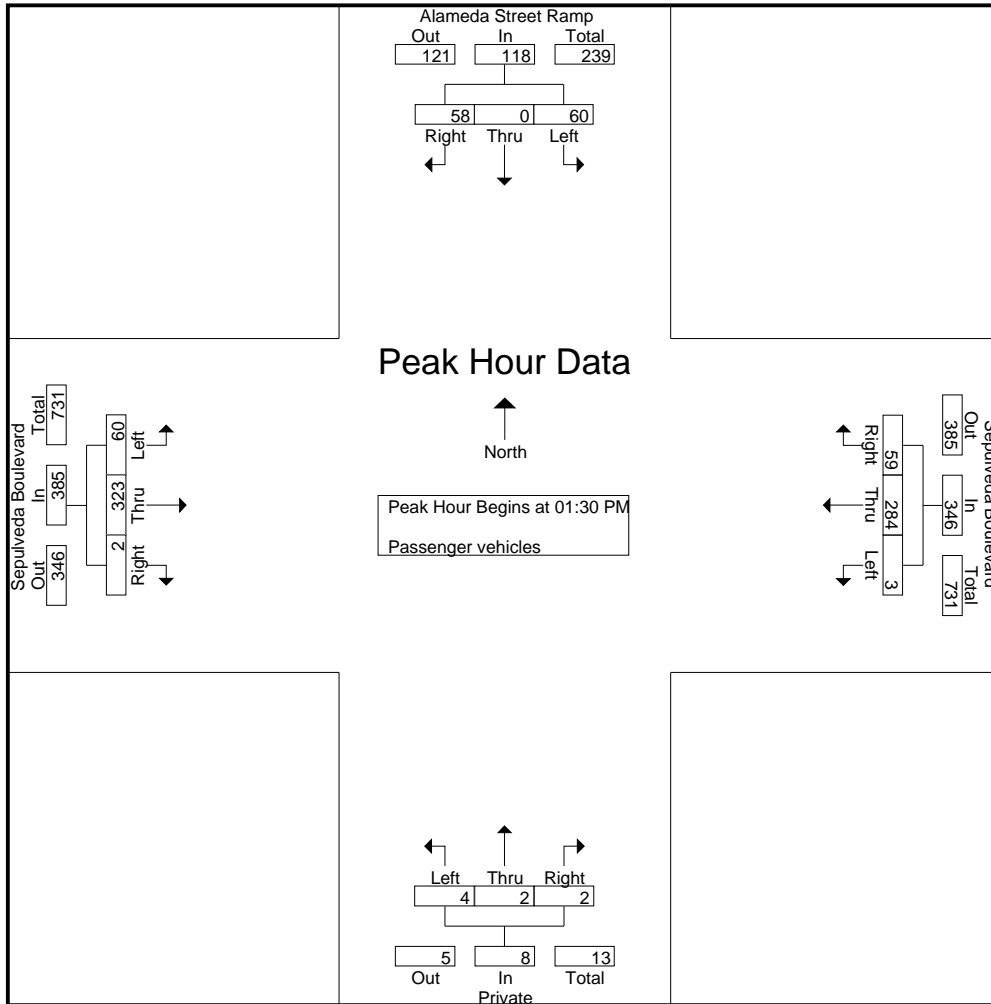 Alameda Street Ramp
Out In Total
121 118 239
58 0 60
Right Thru Left
Peak Hour Data
North
Peak Hour Begins at 01:30 PM
Passenger vehicles
Sepulveda Boulevard
Total In Out
731 385 346
60 323 2
Left Thru Right
Right Thru Left
59 284 3
385 346 731
Out In Total
Sepulveda Boulevard
Left Thru Right
4 2 2
5 8 13
Out In Total
Private